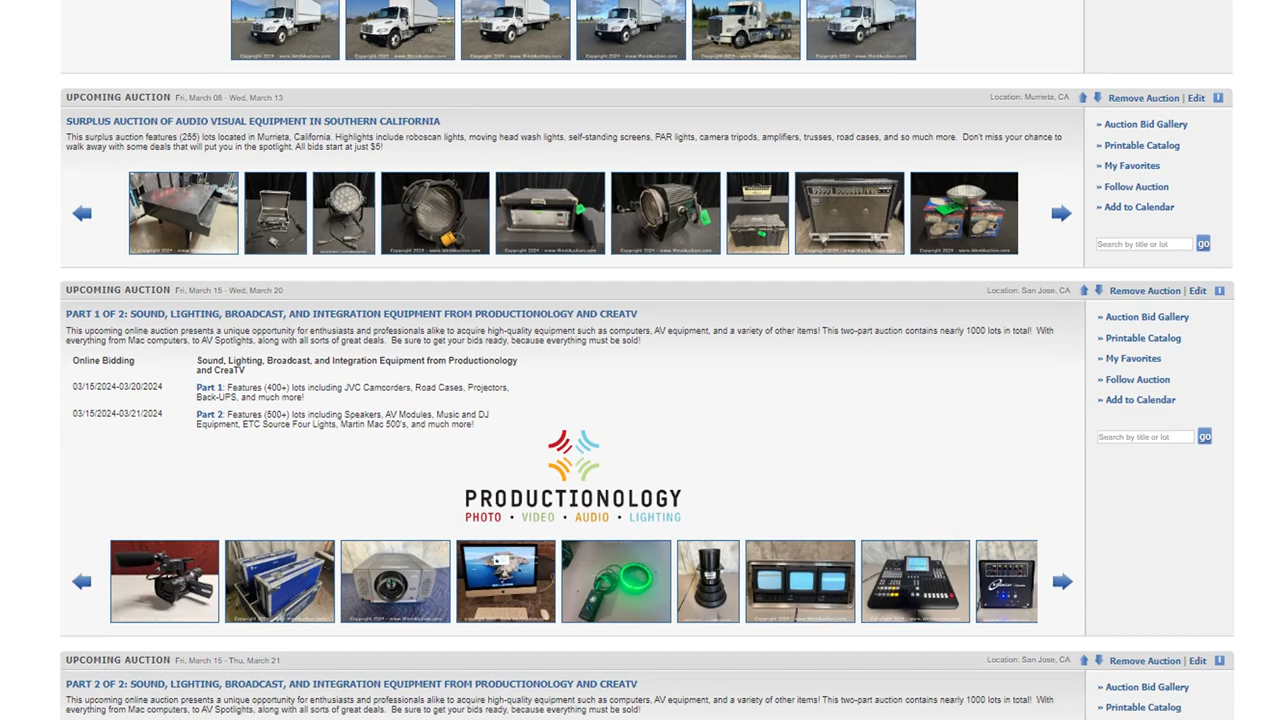 UPCOMING AUCTION Fri, March 08 - Wed, March 13 Location: Murrieta, CA Remove Auction | Edit
SURPLUS AUCTION OF AUDIO VISUAL EQUIPMENT IN SOUTHERN CALIFORNIA
This surplus auction features (255) lots located in Murrieta, California. Highlights include roboscan lights, moving head wash lights, self-standing screens, PAR lights, camera tripods, amplifiers, trusses, road cases, and so much more. Don't miss your chance to
walk away with some deals that will put you in the spotlight. All bids start at just $5!
» Auction Bid Gallery
» Printable Catalog
» My Favorites
» Follow Auction
» Add to Calendar
Search by title or lot go
UPCOMING AUCTION Fri, March 15 - Wed, March 20 Location: San Jose, CA Remove Auction | Edit
PART 1 OF 2: SOUND, LIGHTING, BROADCAST, AND INTEGRATION EQUIPMENT FROM PRODUCTIONOLOGY AND CREATV
This upcoming online auction presents a unique opportunity for enthusiasts and professionals alike to acquire high-quality equipment such as computers, AV equipment, and a variety of other items! This two-part auction contains nearly 1000 lots in total! With
everything from Mac computers, to AV Spotlights, along with all sorts of great deals. Be sure to get your bids ready, because everything must be sold!
Online Bidding Sound, Lighting, Broadcast, and Integration Equipment from Productionology
and CreaTV
03/15/2024-03/20/2024 Part 1: Features (400+) lots including JVC Camcorders, Road Cases, Projectors,
Back-UPS, and much more!
03/15/2024-03/21/2024 Part 2: Features (500+) lots including Speakers, AV Modules, Music and DJ
Equipment, ETC Source Four Lights, Martin Mac 500's, and much more!
PRODUCTIONOLOGY
PHOTO • VIDEO • AUDIO • LIGHTING
» Auction Bid Gallery
» Printable Catalog
» My Favorites
» Follow Auction
» Add to Calendar
Search by title or lot go
UPCOMING AUCTION Fri, March 15 - Thu, March 21 Location: San Jose, CA Remove Auction | Edit
PART 2 OF 2: SOUND, LIGHTING, BROADCAST, AND INTEGRATION EQUIPMENT FROM PRODUCTIONOLOGY AND CREATV
This upcoming online auction presents a unique opportunity for enthusiasts and professionals alike to acquire high-quality equipment such as computers, AV equipment, and a variety of other items! This two-part auction contains nearly 1000 lots in total! With
everything from Mac computers, to AV Spotlights, along with all sorts of great deals. Be sure to get your bids ready, because everything must be sold!
» Auction Bid Gallery
» Printable Catalog